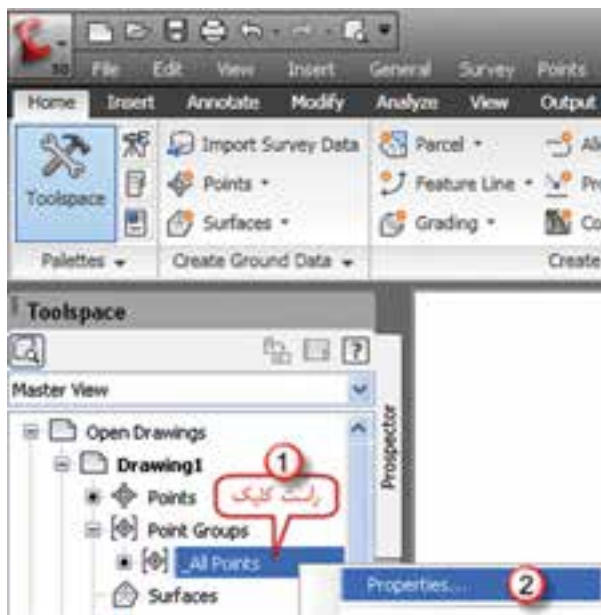 3D
File Edit View Insert General Survey Points
Home Insert Annotate Modify Analyze View Output
Toolspace Import Survey Data Parcel
Points Feature Line
Surfaces Grading
Palettes Create Ground Data Create
Toolspace
Master View
Prospector
Open Drawings
Drawing1
1
Points راست کلیک
Point Groups
_All Points
Properties... 2
Surfaces